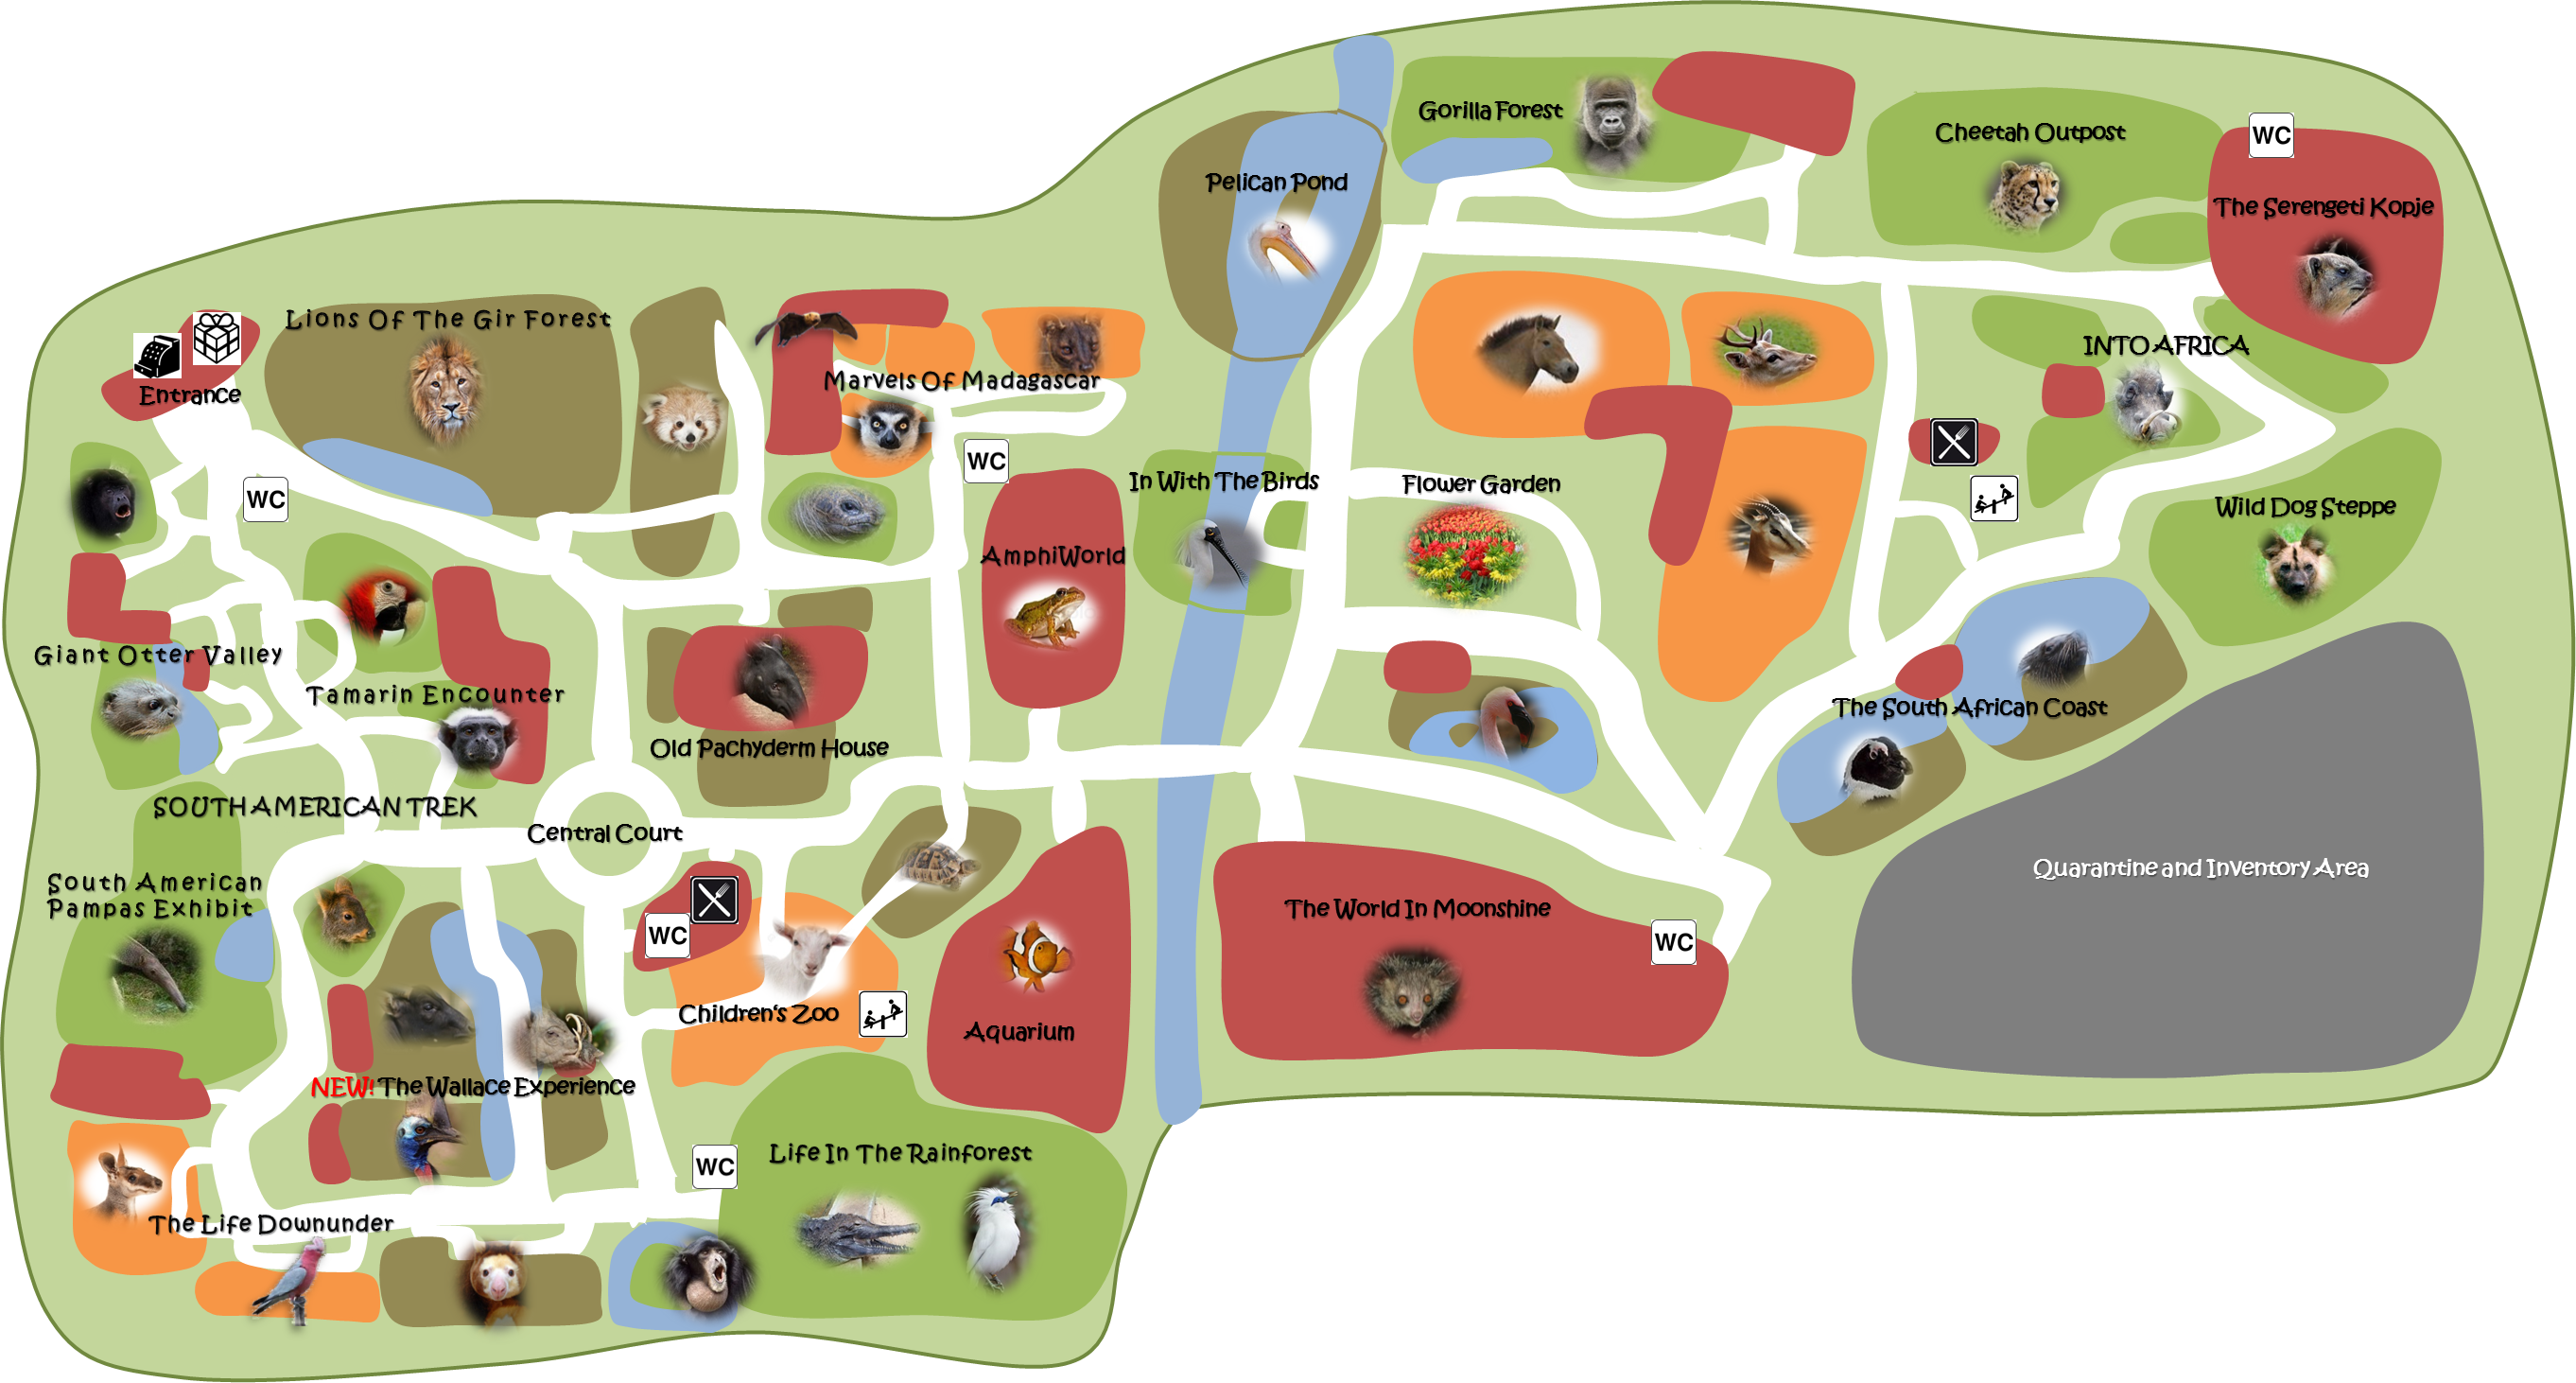 Gorilla Forest
Cheetah Outpost
WC
Pelican Pond
The Serengeti Kopje
Lions Of The Gir Forest
Entrance
Marvels Of Madagascar
INTO AFRICA
WC
WC
In With The Birds
Flower Garden
Wild Dog Steppe
AmphiWorld
Giant Otter Valley
Tamarin Encounter
Old Pachyderm House
The South African Coast
SOUTH AMERICAN TREK
Central Court
South American
Pampas Exhibit
Quarantine and Inventory Area
The World In Moonshine
WC
WC
Children's Zoo
Aquarium
NEW! The Wallace Experience
WC
Life In The Rainforest
The Life Downunder